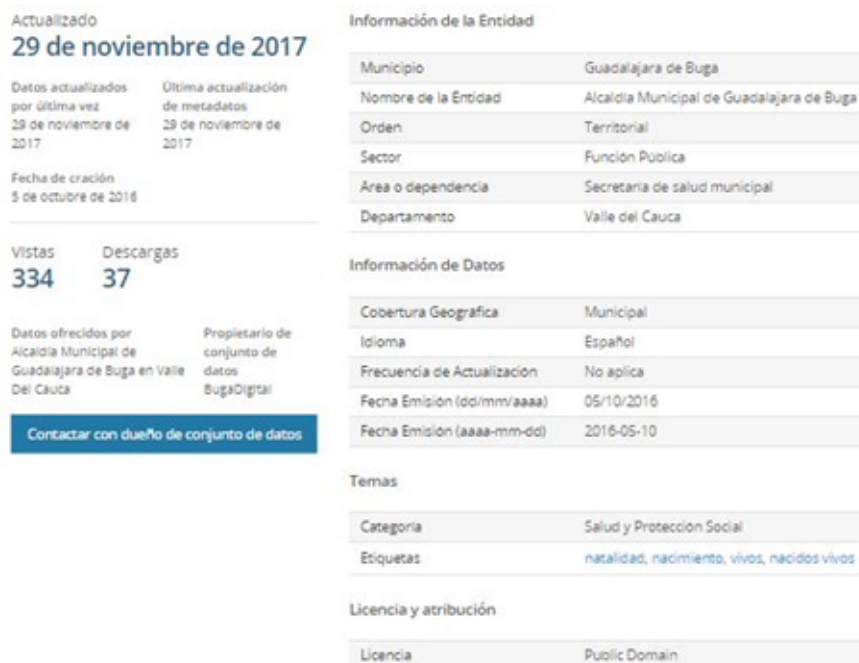 Actualizado
29 de noviembre de 2017
Datos actualizados
por última vez
29 de noviembre de
2017
Última actualización
de metadatos
29 de noviembre de
2017
Fecha de cración
5 de octubre de 2016
Vistas
334
Descargas
37
Datos ofrecidos por
Alcaldía Municipal de
Guadalajara de Buga en Valle
Del Cauca
Propietario de
conjunto de
datos
BugaDigital
Contactar con dueño de conjunto de datos
Información de la Entidad
Municipio Guadalajara de Buga
Nombre de la Entidad Alcaldía Municipal de Guadalajara de Buga
Orden Territorial
Sector Función Pública
Area o dependencia Secretaria de salud municipal
Departamento Valle del Cauca
Información de Datos
Cobertura Geográfica Municipal
Idioma Español
Frecuencia de Actualización No aplica
Fecha Emisión (dd/mm/aaaa) 05/10/2016
Fecha Emisión (aaaa-mm-dd) 2016-05-10
Temas
Categoría Salud y Protección Social
Etiquetas natalidad, nacimiento, vivos, nacidos vivos
Licencia y atribución
Licencia Public Domain